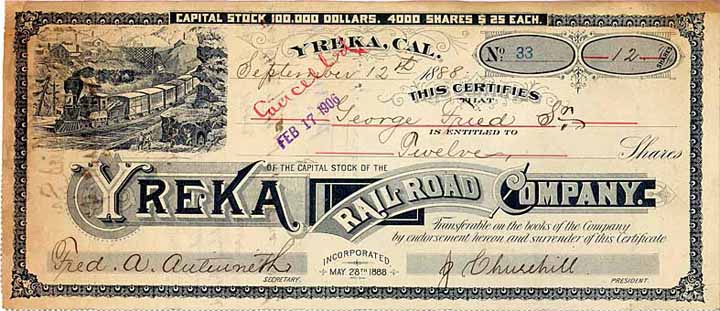 CAPITAL STOCK 100,000 DOLLARS, 4000 SHARES $25 EACH.
YREKA, CAL.
No. 33
12 SHARES
September 12th 1888
Cancelled
FEB 17 1906
THIS CERTIFIES
THAT
George Fried Sr.
IS ENTITLED TO
Twelve, Shares
OF THE CAPITAL STOCK OF THE
YREKA RAILROAD COMPANY.
Transferable on the books of the Company
by endorsement hereon and surrender of this Certificate
Fred. A. Autenrieth
SECRETARY.
INCORPORATED
MAY 28TH 1888
J Churchill
PRESIDENT.